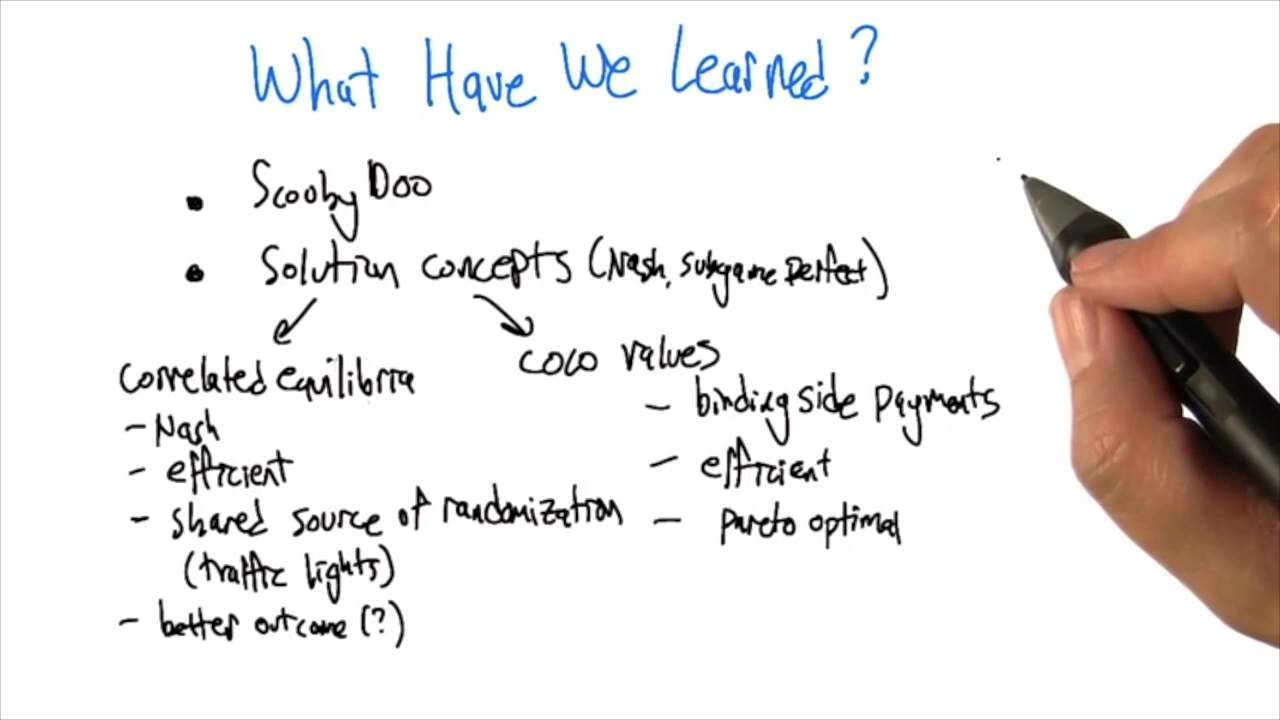 What Have We Learned?
• Scooby Doo
• Solution concepts (Nash, subgame perfect)
correlated equilibria
- Nash
- efficient
- shared source of randomization
(traffic lights)
- better outcome (?)
coco values
- binding side payments
- efficient
- pareto optimal